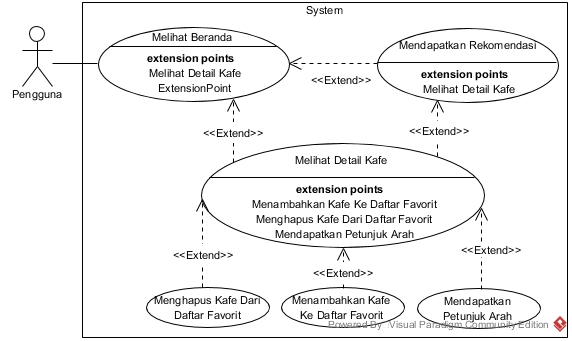 System
Melihat Beranda
extension points
Melihat Detail Kafe
ExtensionPoint
Mendapatkan Rekomendasi
extension points
Melihat Detail Kafe
<<Extend>>
Pengguna
<<Extend>>
<<Extend>>
Melihat Detail Kafe
extension points
Menambahkan Kafe Ke Daftar Favorit
Menghapus Kafe Dari Daftar Favorit
Mendapatkan Petunjuk Arah
<<Extend>>
<<Extend>>
<<Extend>>
Menghapus Kafe Dari
Daftar Favorit
Menambahkan Kafe
Ke Daftar Favorit
Mendapatkan
Petunjuk Arah
Powered By Visual Paradigm Community Edition